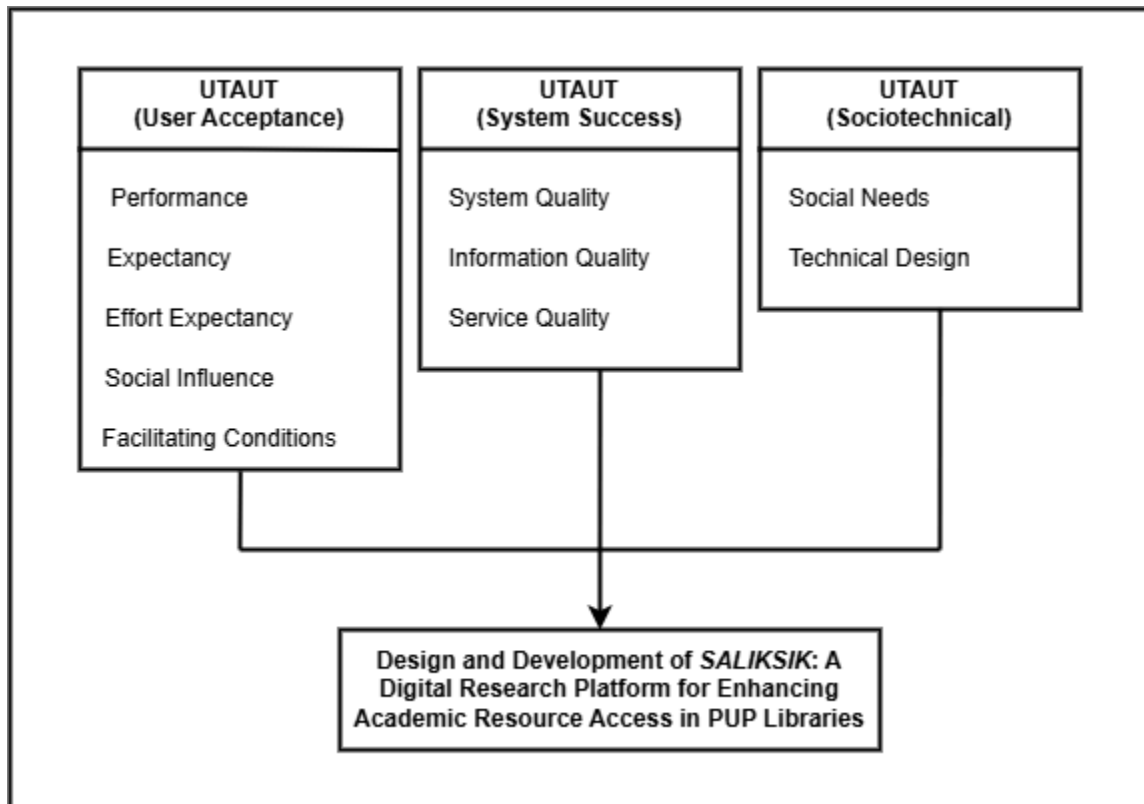 UTAUT
(User Acceptance)
Performance
Expectancy
Effort Expectancy
Social Influence
Facilitating Conditions
UTAUT
(System Success)
System Quality
Information Quality
Service Quality
UTAUT
(Sociotechnical)
Social Needs
Technical Design
Design and Development of SALIKSIK: A
Digital Research Platform for Enhancing
Academic Resource Access in PUP Libraries